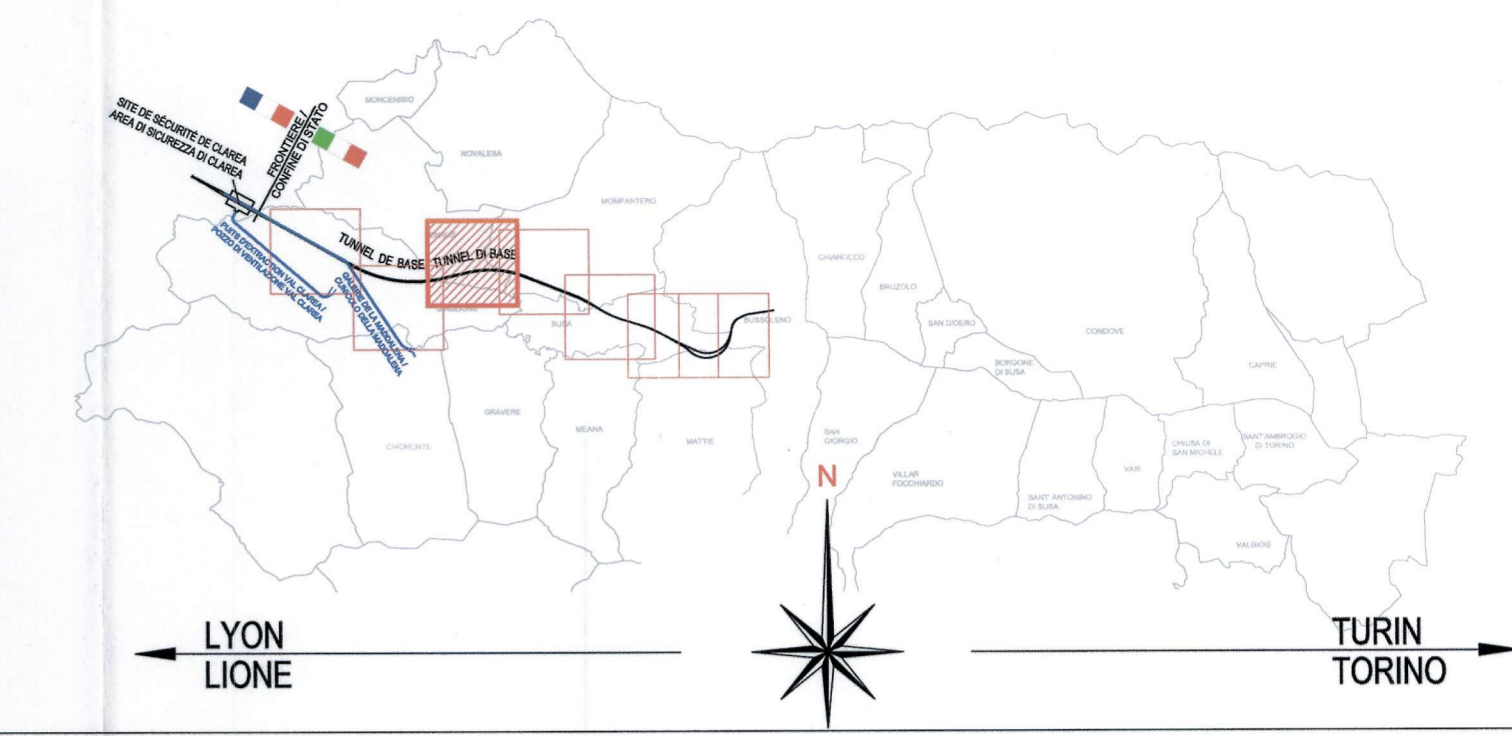 MONCENISIO
SITE DE SÉCURITÉ DE CLAREA
AREA DI SICUREZZA DI CLAREA
FRONTIERE /
CONFINE DI STATO
NOVALESA
MOMPANTERO
TUNNEL DE BASE
TUNNEL DI BASE
PUITS D'EXTRACTION VAL CLAREA /
POZZO DI VENTILAZIONE VAL CLAREA
GALERIE DE LA MADDALENA /
CUNICOLO DELLA MADDALENA
SUSA
BUSSOLENO
CHIANOCCO
BRUZOLO
SAN DIDERO
CONDOVE
BORGONE
DI SUSA
CAPRIE
CHIOMONTE
GRAVERE
MEANA
MATTIE
SAN
GIORGIO
VILLAR
FOCCHIARDO
SANT' ANTONINO
DI SUSA
VAIE
CHIUSA DI
SAN MICHELE
SANT'AMBROGIO
DI TORINO
VALGIOIE
N
LYON
LIONE
TURIN
TORINO